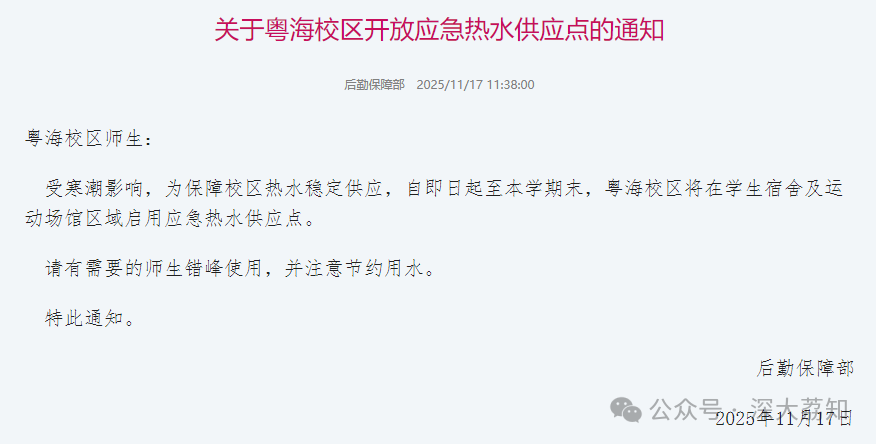 关于粤海校区开放应急热水供应点的通知
后勤保障部 2025/11/17 11:38:00
粤海校区师生：
受寒潮影响，为保障校区热水稳定供应，自即日起至本学期末，粤海校区将在学生宿舍及运
动场馆区域启用应急热水供应点。
请有需要的师生错峰使用，并注意节约用水。
特此通知。
后勤保障部
公众号 · 深大荔知
2025年11月17日